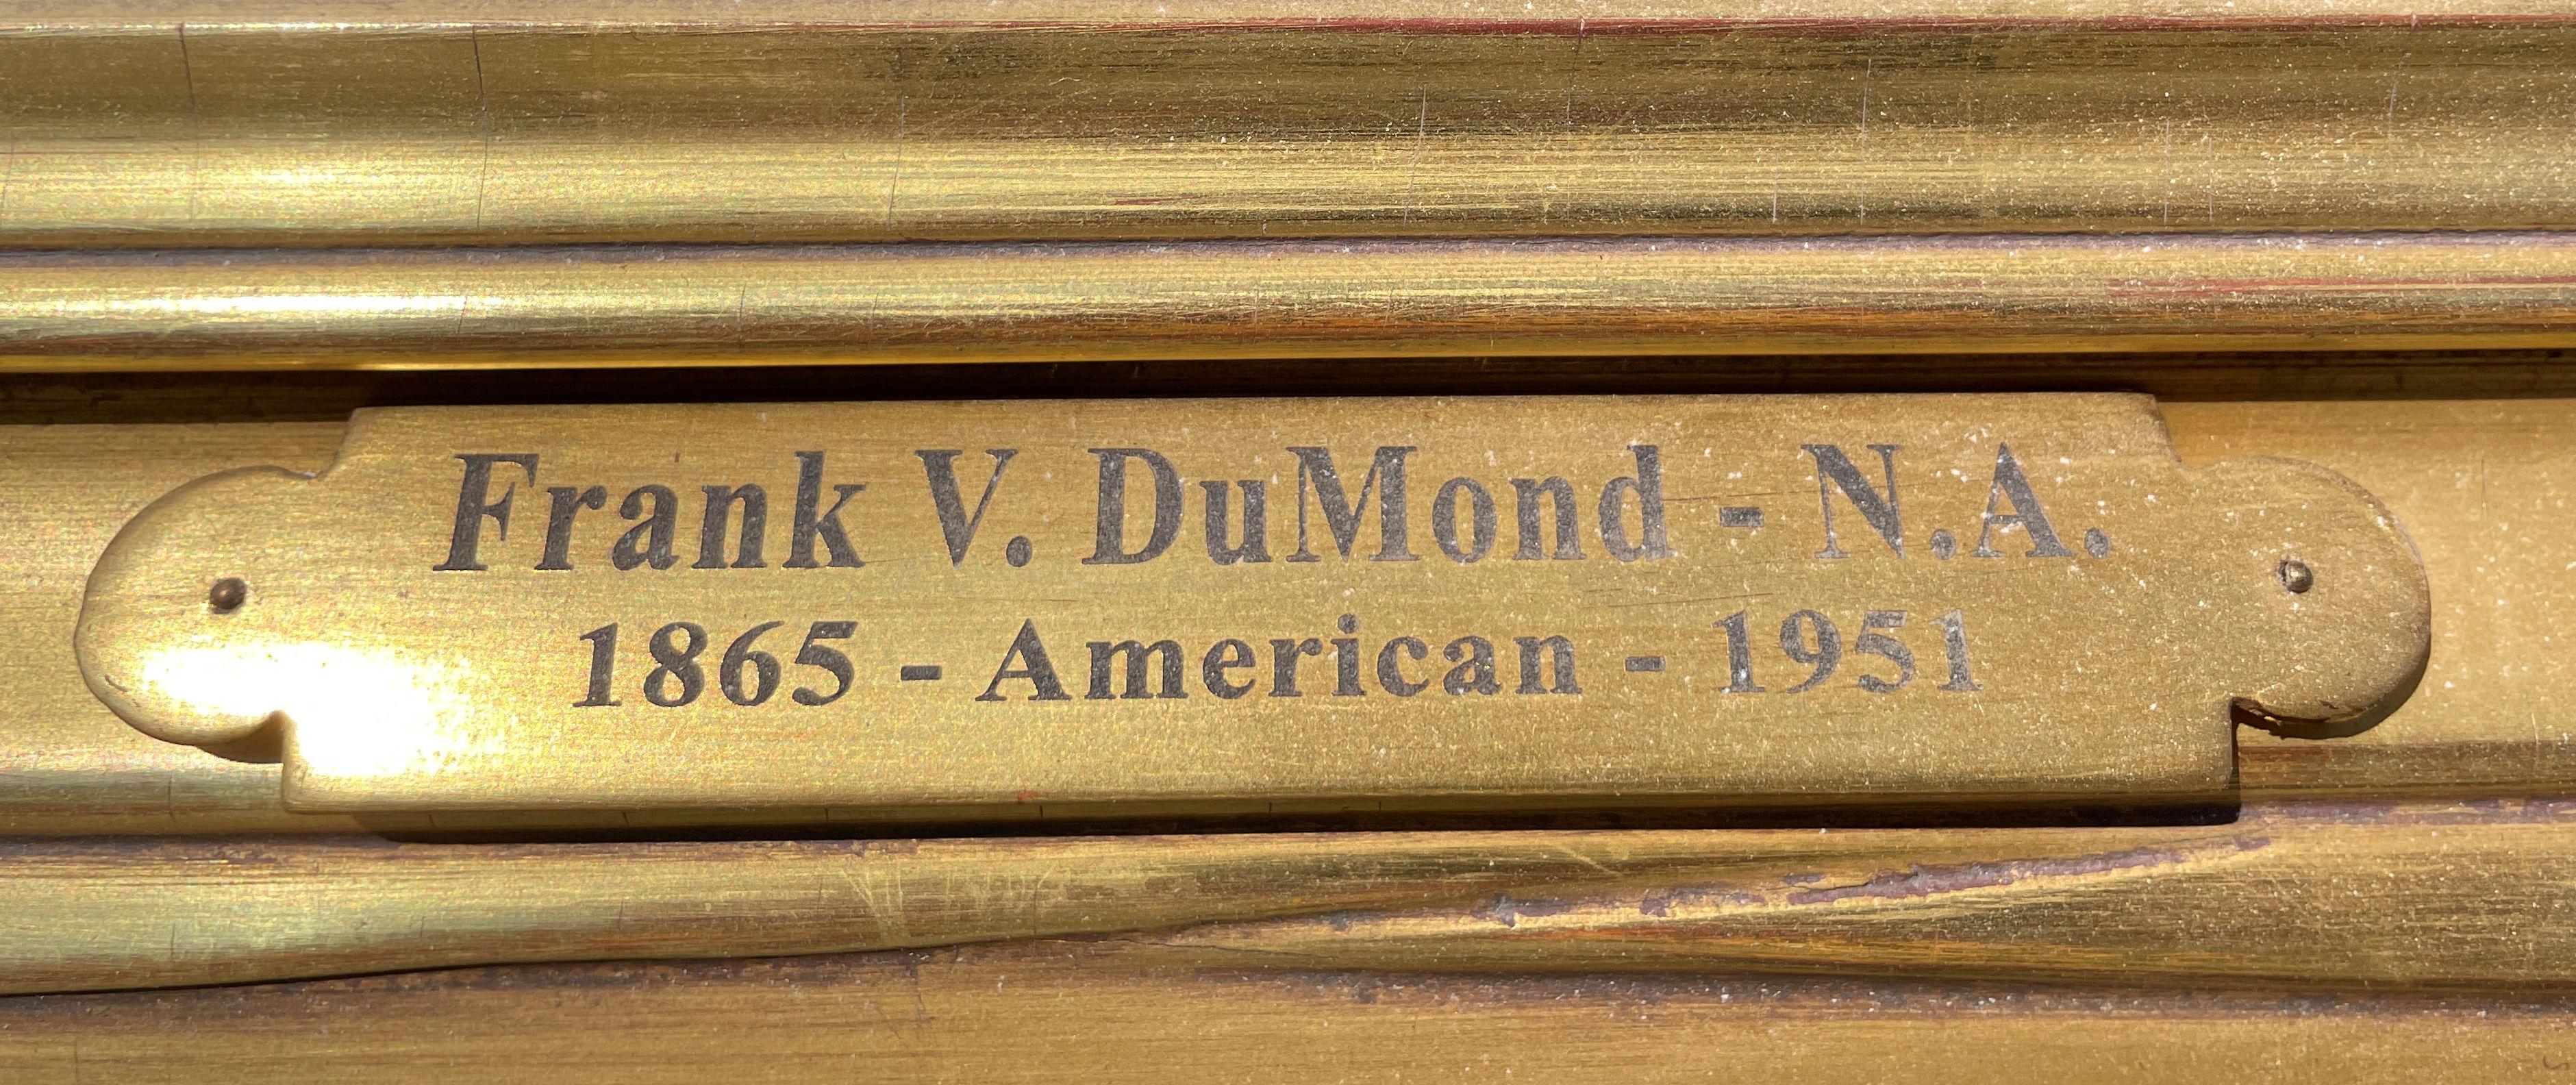 Frank V. DuMond - N.A.
1865 - American - 1951